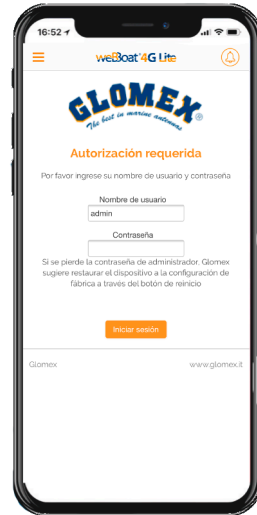 16:52
weBBoat 4G Lite
GLOMEX®
The best in marine antennas
Autorización requerida
Por favor ingrese su nombre de usuario y contraseña
Nombre de usuario
admin
Contraseña
Si se pierde la contraseña de administrador, Glomex
sugiere restaurar el dispositivo a la configuración de
fábrica a través del botón de reinicio
Iniciar sesión
Glomex www.glomex.it